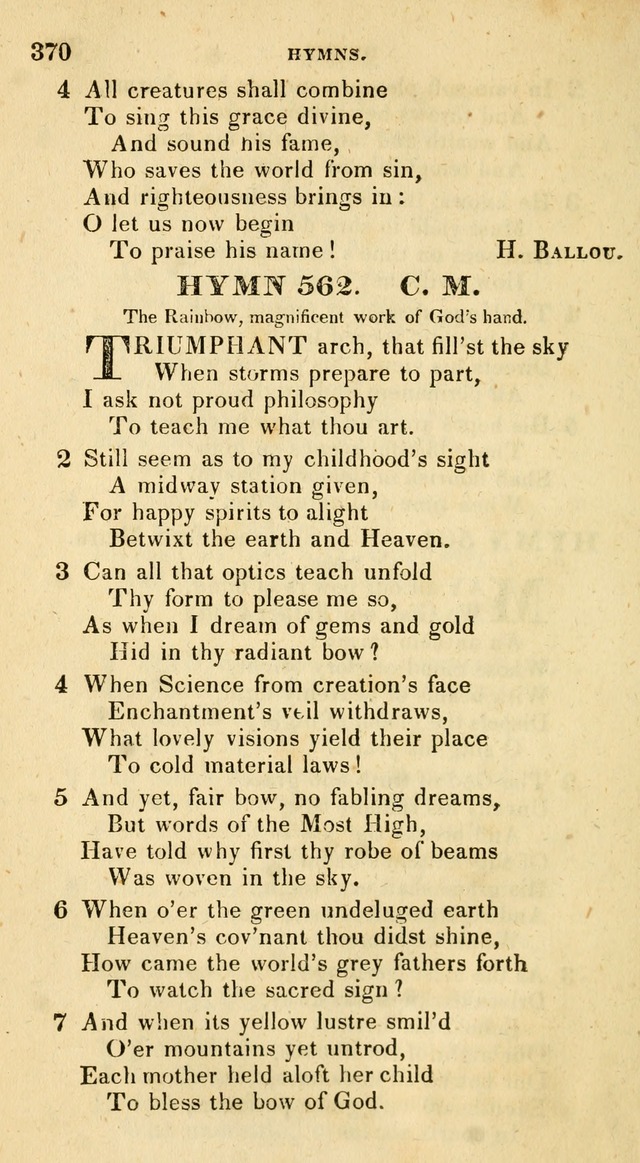 370 HYMNS.
4 All creatures shall combine
To sing this grace divine,
And sound his fame,
Who saves the world from sin,
And righteousness brings in:
O let us now begin
To praise his name! H. BALLOU.
HYMN 562. C. M.
The Rainbow, magnificent work of God's hand.
TRIUMPHANT arch, that fill'st the sky
When storms prepare to part,
I ask not proud philosophy
To teach me what thou art.
2 Still seem as to my childhood's sight
A midway station given,
For happy spirits to alight
Betwixt the earth and Heaven.
3 Can all that optics teach unfold
Thy form to please me so,
As when I dream of gems and gold
Hid in thy radiant bow?
4 When Science from creation's face
Enchantment's veil withdraws,
What lovely visions yield their place
To cold material laws!
5 And yet, fair bow, no fabling dreams,
But words of the Most High,
Have told why first thy robe of beams
Was woven in the sky.
6 When o'er the green undeluged earth
Heaven's cov'nant thou didst shine,
How came the world's grey fathers forth
To watch the sacred sign?
7 And when its yellow lustre smil'd
O'er mountains yet untrod,
Each mother held aloft her child
To bless the bow of God.